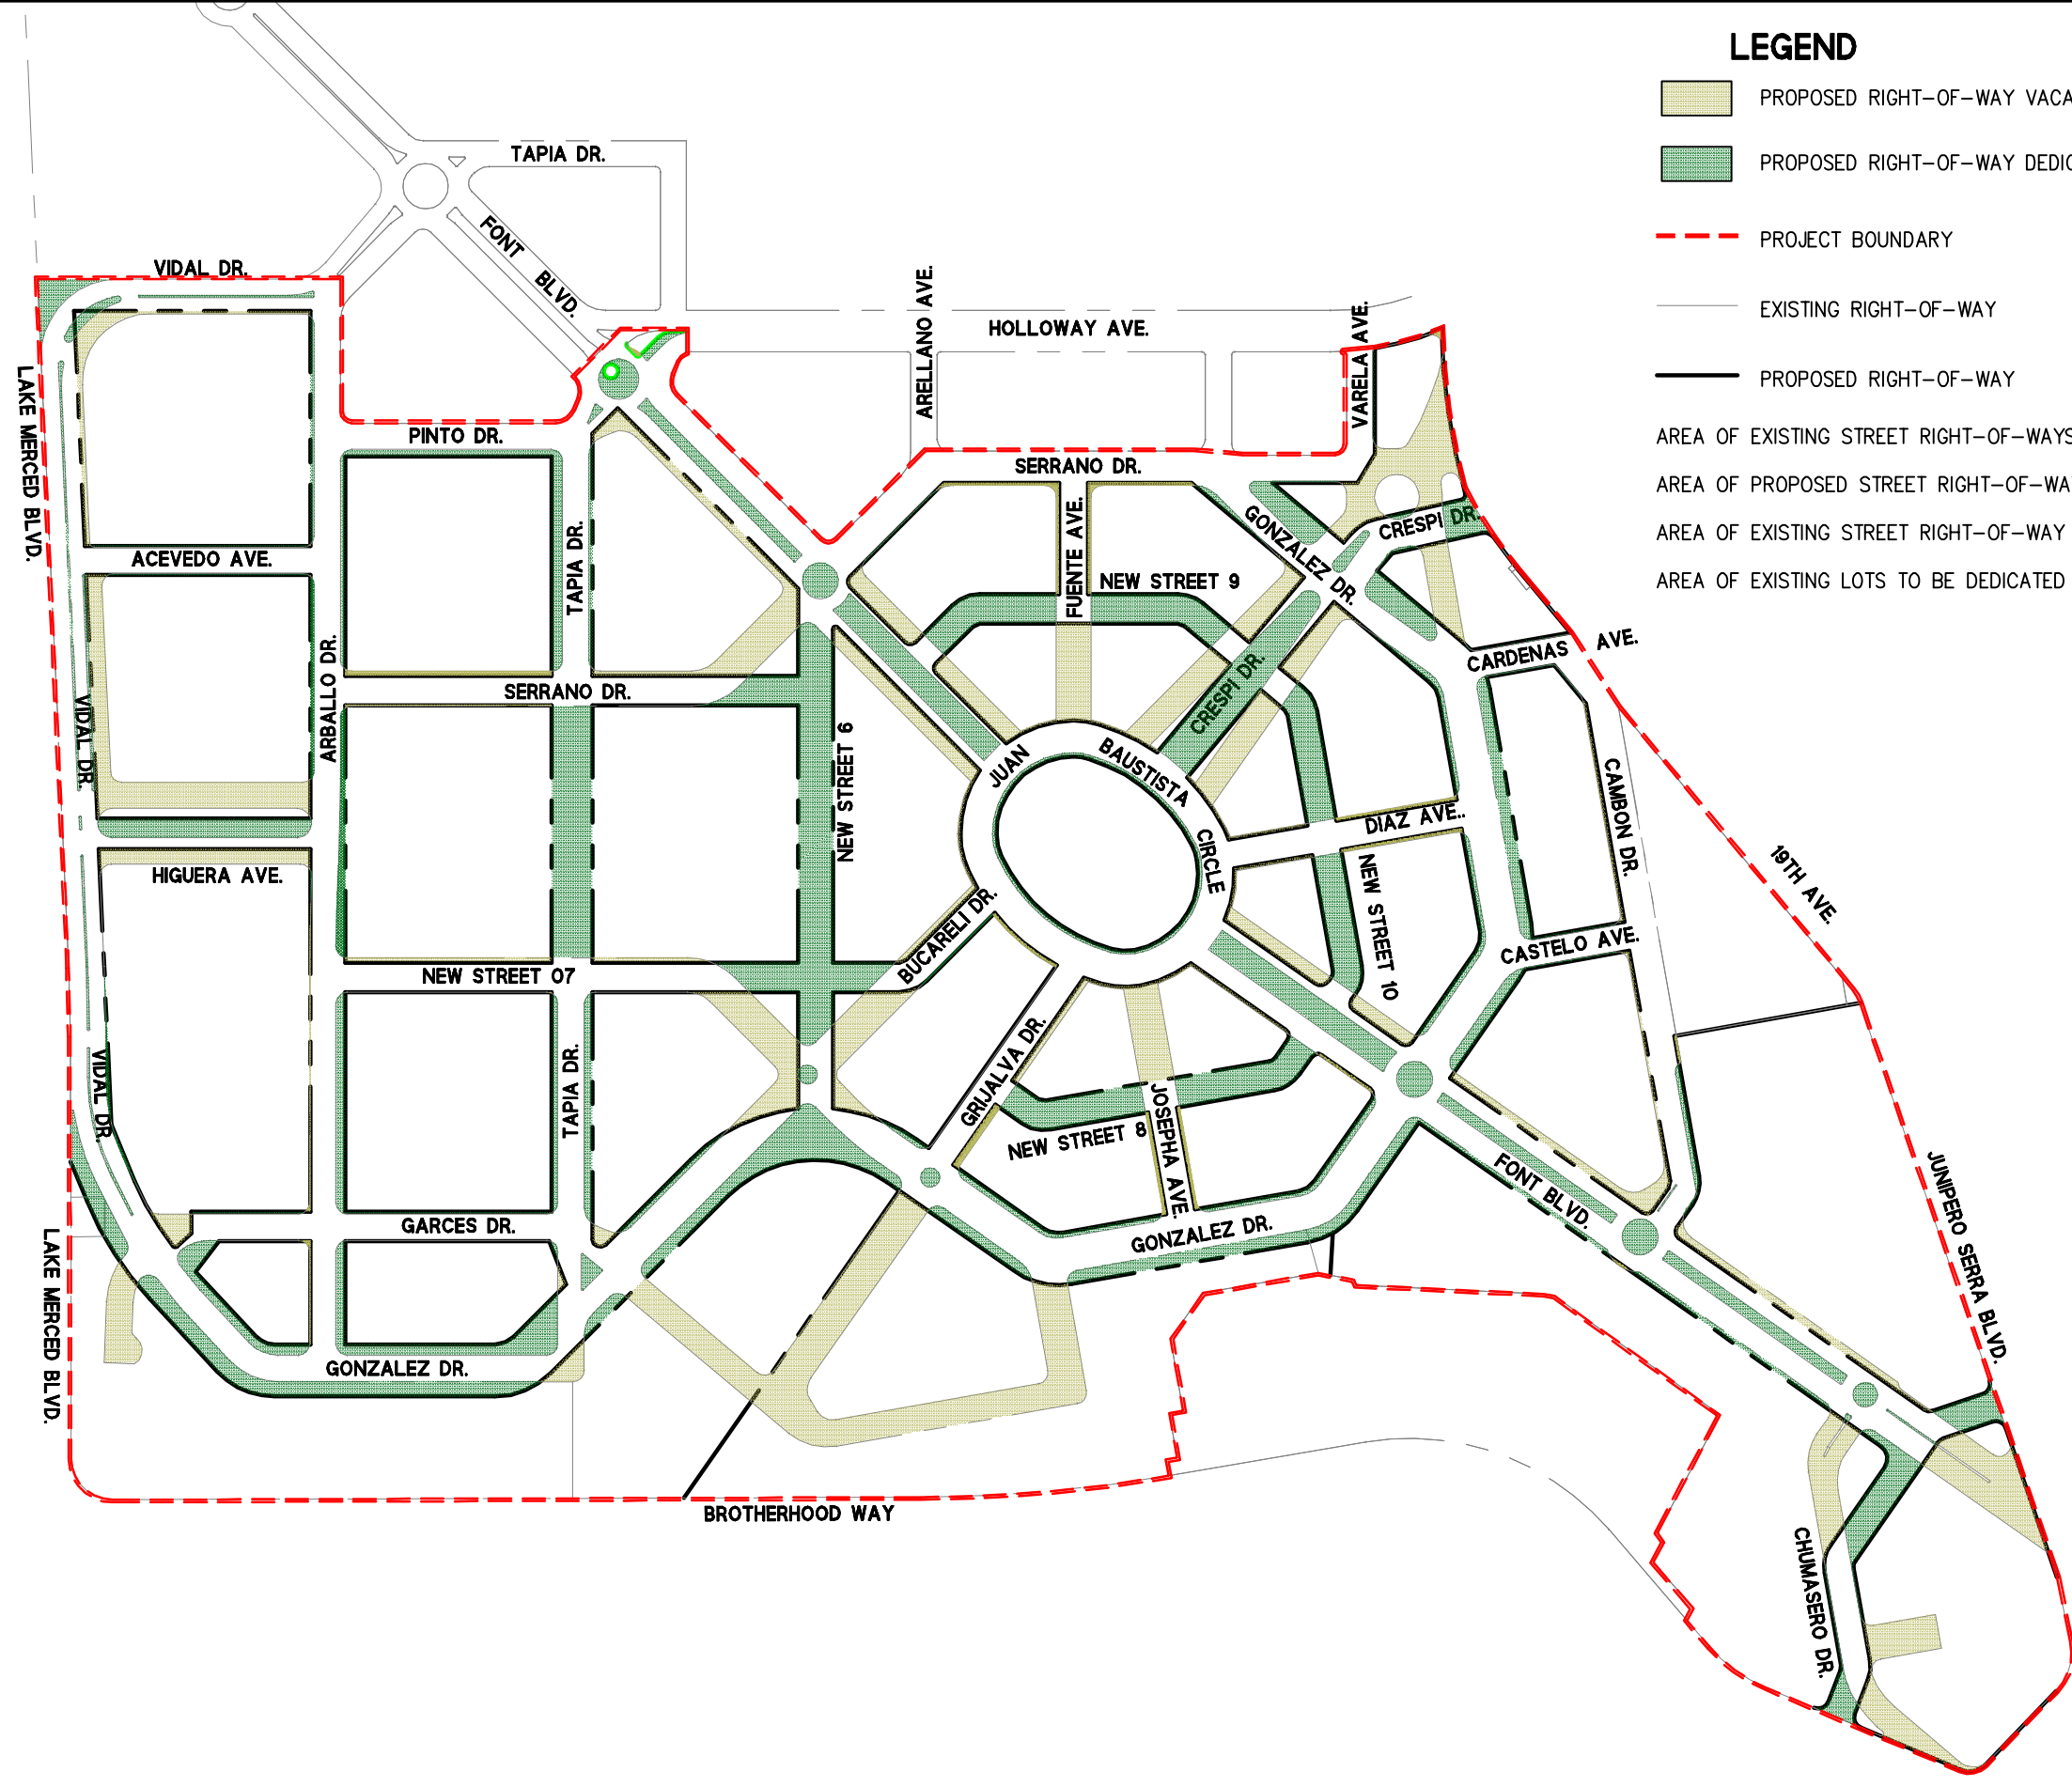 LEGEND
PROPOSED RIGHT-OF-WAY VACA
PROPOSED RIGHT-OF-WAY DEDIC
PROJECT BOUNDARY
EXISTING RIGHT-OF-WAY
PROPOSED RIGHT-OF-WAY
AREA OF EXISTING STREET RIGHT-OF-WAYS
AREA OF PROPOSED STREET RIGHT-OF-WA
AREA OF EXISTING STREET RIGHT-OF-WAY
AREA OF EXISTING LOTS TO BE DEDICATED
TAPIA DR.
FONT BLVD.
VIDAL DR.
ARELLANO AVE.
HOLLOWAY AVE.
VARELA AVE.
LAKE MERCED BLVD.
PINTO DR.
SERRANO DR.
GONZALEZ DR.
CRESPI DR.
ACEVEDO AVE.
TAPIA DR.
FUENTE AVE.
NEW STREET 9
CARDENAS AVE.
ARBALLO DR.
SERRANO DR.
CRESPI DR.
VIDAL DR.
NEW STREET 6
JUAN BAUSTISTA CIRCLE
CAMBON DR.
DIAZ AVE..
HIGUERA AVE.
19TH AVE.
BUCARELI DR.
NEW STREET 10
CASTELO AVE.
NEW STREET 07
VIDAL DR.
TAPIA DR.
GRIJALVA DR.
NEW STREET 8
JOSEPHA AVE.
FONT BLVD.
JUNIPERO SERRA BLVD.
GARCES DR.
GONZALEZ DR.
LAKE MERCED BLVD.
GONZALEZ DR.
BROTHERHOOD WAY
CHUMASERO DR.